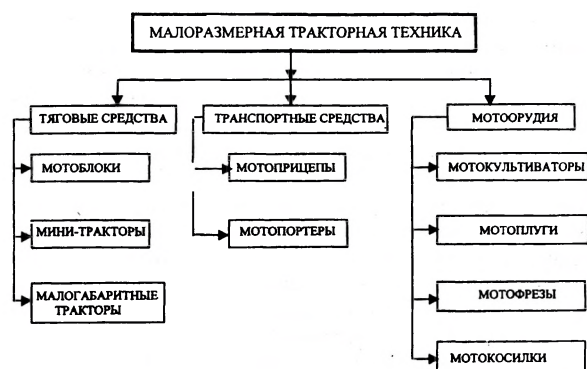 МАЛОРАЗМЕРНАЯ ТРАКТОРНАЯ ТЕХНИКА
ТЯГОВЫЕ СРЕДСТВА
МОТОБЛОКИ
МИНИ-ТРАКТОРЫ
МАЛОГАБАРИТНЫЕ
ТРАКТОРЫ
ТРАНСПОРТНЫЕ СРЕДСТВА
МОТОПРИЦЕПЫ
МОТОПОРТЕРЫ
МОТООРУДИЯ
МОТОКУЛЬТИВАТОРЫ
МОТОПЛУГИ
МОТОФРЕЗЫ
МОТОКОСИЛКИ